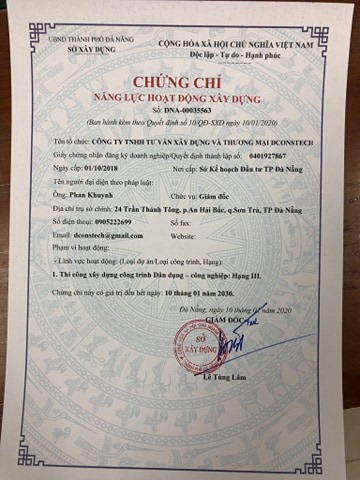 UBND THÀNH PHỐ ĐÀ NẴNG
SỞ XÂY DỰNG
CỘNG HÒA XÃ HỘI CHỦ NGHĨA VIỆT NAM
Độc lập - Tự do - Hạnh phúc
CHỨNG CHỈ
NĂNG LỰC HOẠT ĐỘNG XÂY DỰNG
Số: DNA-00035563
(Ban hành kèm theo Quyết định số 10/QĐ-SXD ngày 10/01/2020)
Tên tổ chức: CÔNG TY TNHH TƯ VẤN XÂY DỰNG VÀ THƯƠNG MẠI DCONSTECH
Giấy chứng nhận đăng ký doanh nghiệp/Quyết định thành lập số: 0401927867
Ngày cấp: 01/10/2018 Nơi cấp: Sở Kế hoạch Đầu tư TP Đà Nẵng
Tên người đại diện theo pháp luật:
Ông: Phan Khuynh Chức vụ: Giám đốc
Địa chỉ trụ sở chính: 24 Trần Thánh Tông, p.An Hải Bắc, q.Sơn Trà, TP Đà Nẵng
Số điện thoại: 0905222699 Số fax:
Email: dconstech@gmail.com Website:
Phạm vi hoạt động:
- Lĩnh vực hoạt động: (Loại dự án/Loại công trình, Hạng):
1. Thi công xây dựng công trình Dân dụng – công nghiệp: Hạng III.
Chứng chỉ này có giá trị đến hết ngày: 10 tháng 01 năm 2036.
Đà Nẵng, ngày 10 tháng 01 năm 2020
GIÁM ĐỐC
SỞ
XÂY DỰNG
Lê Tùng Lâm